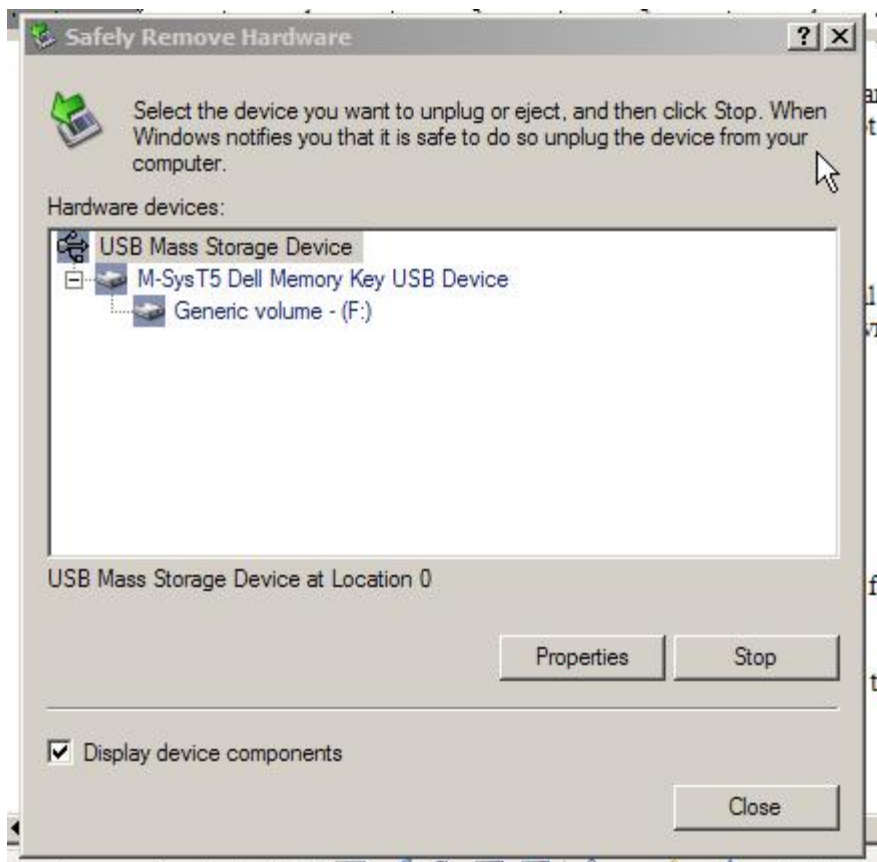 Safely Remove Hardware
Select the device you want to unplug or eject, and then click Stop. When
Windows notifies you that it is safe to do so unplug the device from your
computer.
Hardware devices:
USB Mass Storage Device
M-SysT5 Dell Memory Key USB Device
Generic volume - (F:)
USB Mass Storage Device at Location 0
Properties Stop
Display device components
Close